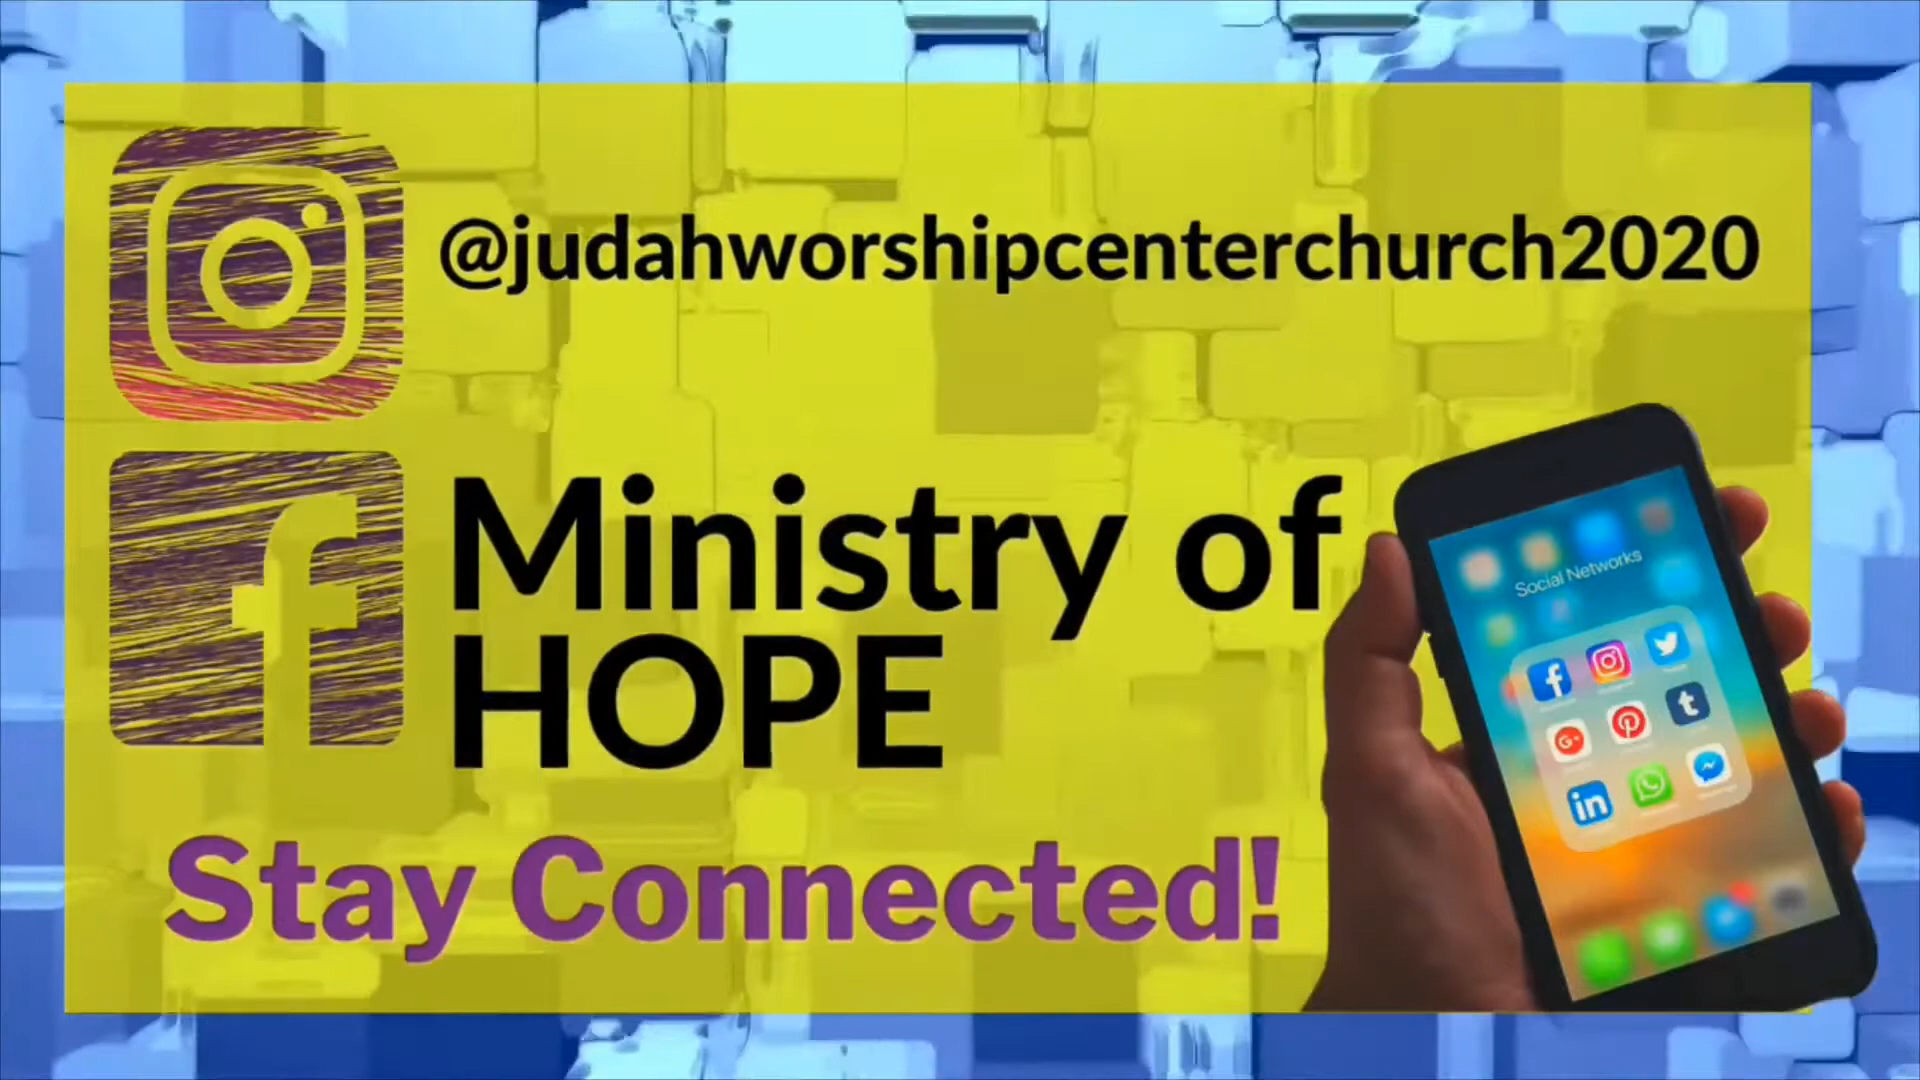 @judahworshipcenterchurch2020
Ministry of
HOPE
Stay Connected!
Social Networks